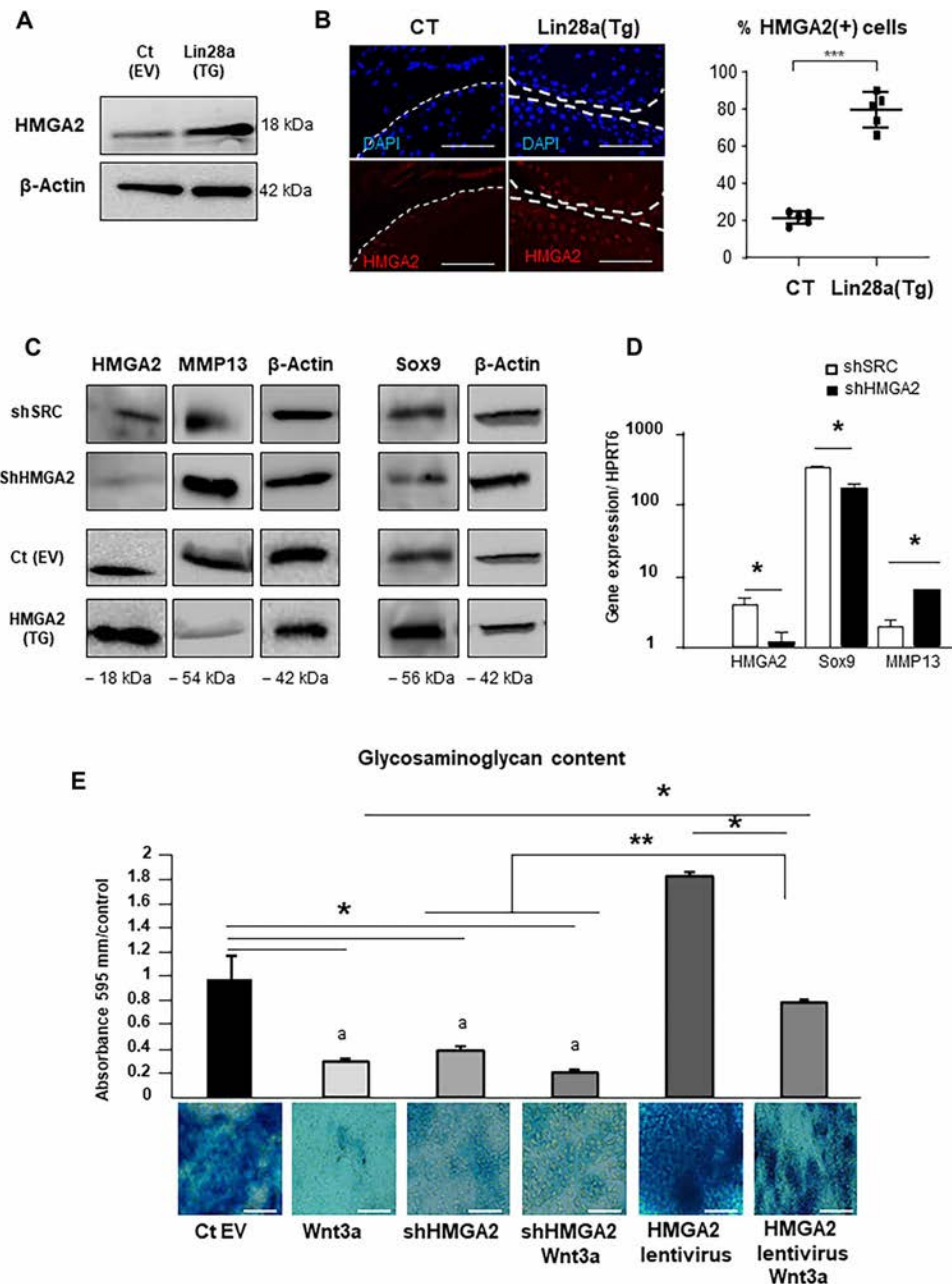 A
Ct
(EV)
Lin28a
(TG)
HMGA2
18 kDa
β-Actin
42 kDa
B
CT
Lin28a(Tg)
DAPI
DAPI
HMGA2
HMGA2
% HMGA2(+) cells
***
100
80
60
40
20
0
CT
Lin28a(Tg)
C
HMGA2 MMP13 β-Actin Sox9 β-Actin
shSRC
ShHMGA2
Ct (EV)
HMGA2
(TG)
– 18 kDa – 54 kDa – 42 kDa – 56 kDa – 42 kDa
D
shSRC
shHMGA2
Gene expression/ HPRT6
1000
100
10
1
*
*
*
HMGA2 Sox9 MMP13
E
Glycosaminoglycan content
*
*
**
*
Absorbance 595 mm/control
2
1.8
1.6
1.4
1.2
1
0.8
0.6
0.4
0.2
0
a
a
a
Ct EV
Wnt3a
shHMGA2
shHMGA2
Wnt3a
HMGA2
lentivirus
HMGA2
lentivirus
Wnt3a